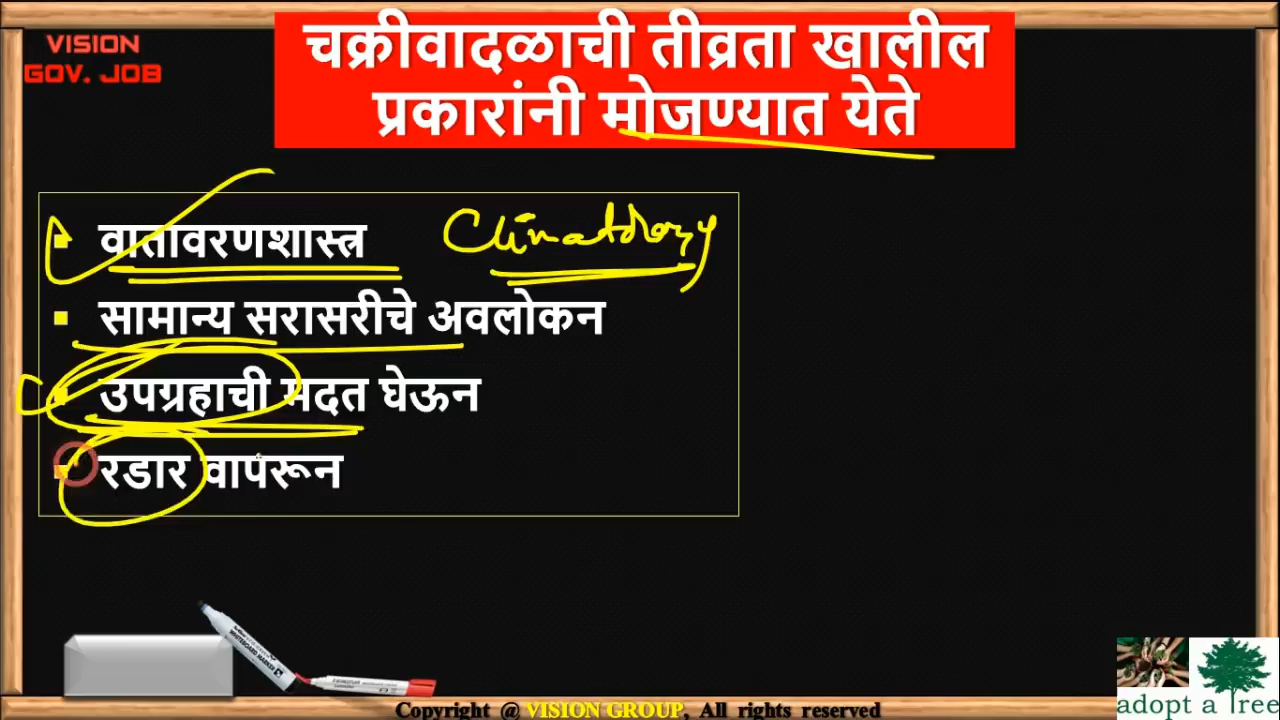 VISION
GOV. JOB
चक्रीवादळाची तीव्रता खालील
प्रकारांनी मोजण्यात येते
वातावरणशास्त्र Climatology
सामान्य सरासरीचे अवलोकन
उपग्रहाची मदत घेऊन
रडार वापरून
adopt a Tree
Copyright @ VISION GROUP, All rights reserved